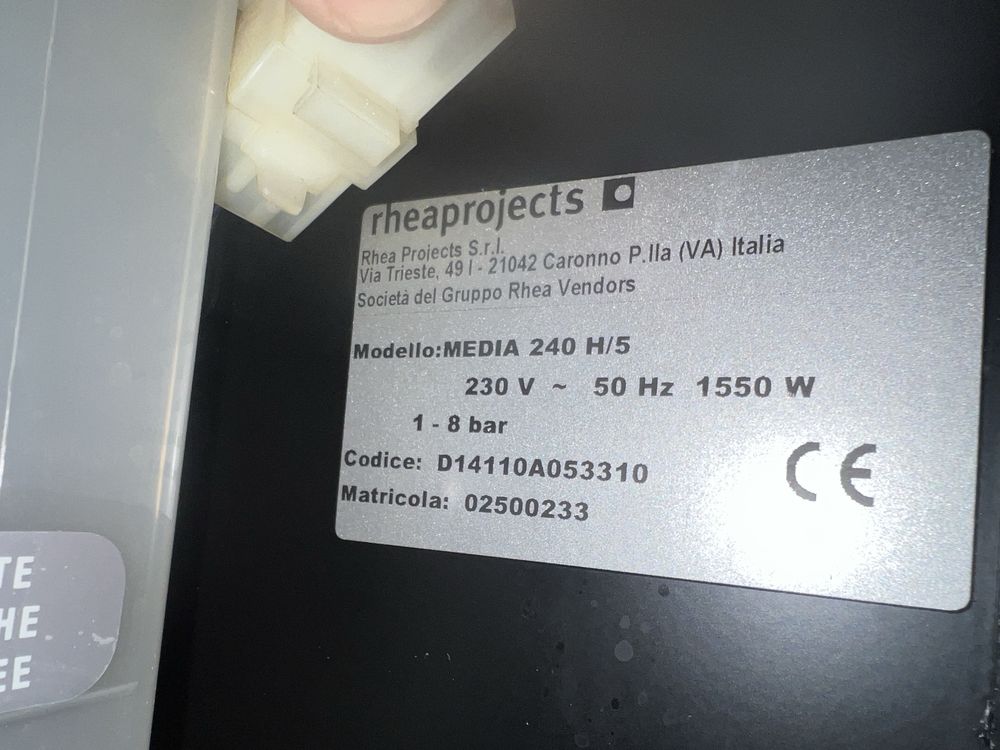 rheaprojects
Rhea Projects S.r.l.
Via Trieste, 49 I - 21042 Caronno P.lla (VA) Italia
Società del Gruppo Rhea Vendors
Modello:MEDIA 240 H/5
230 V ~ 50 Hz 1550 W
1 - 8 bar
Codice: D14110A053310
CE
Matricola: 02500233
TE
HE
EE